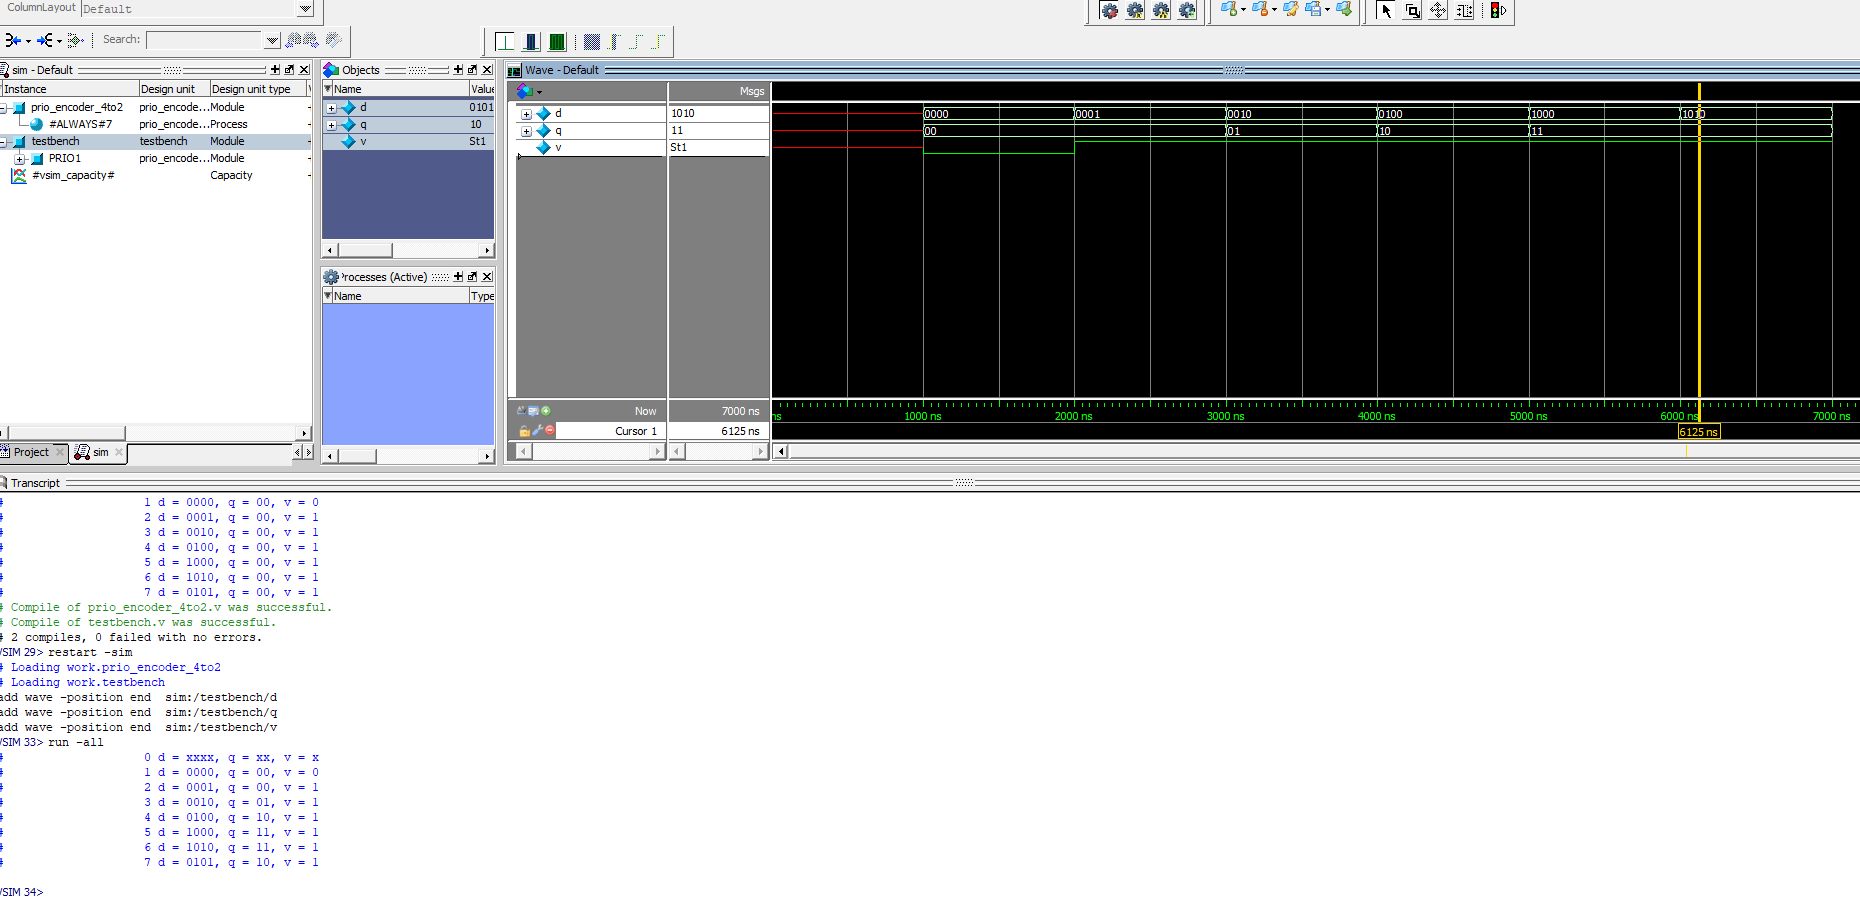 ColumnLayout Default
Search:
sim - Default
Instance Design unit Design unit type
prio_encoder_4to2 prio_encode... Module
#ALWAYS#7 prio_encode... Process
testbench testbench Module
PRIO1 prio_encode... Module
#vsim_capacity# Capacity
Project sim
Objects
Name Value
d 0101
q 10
v St1
Processes (Active)
Name Type
Wave - Default
Msgs
d 1010 0000 0001 0010 0100 1000 1010
q 11 00 01 10 11
v St1
Now 7000 ns ns 1000 ns 2000 ns 3000 ns 4000 ns 5000 ns 6000 ns 7000 ns
Cursor 1 6125 ns 6125 ns
Transcript
# 1 d = 0000, q = 00, v = 0
# 2 d = 0001, q = 00, v = 1
# 3 d = 0010, q = 00, v = 1
# 4 d = 0100, q = 00, v = 1
# 5 d = 1000, q = 00, v = 1
# 6 d = 1010, q = 00, v = 1
# 7 d = 0101, q = 00, v = 1
# Compile of prio_encoder_4to2.v was successful.
# Compile of testbench.v was successful.
# 2 compiles, 0 failed with no errors.
VSIM 29> restart -sim
# Loading work.prio_encoder_4to2
# Loading work.testbench
add wave -position end sim:/testbench/d
add wave -position end sim:/testbench/q
add wave -position end sim:/testbench/v
VSIM 33> run -all
# 0 d = xxxx, q = xx, v = x
# 1 d = 0000, q = 00, v = 0
# 2 d = 0001, q = 00, v = 1
# 3 d = 0010, q = 01, v = 1
# 4 d = 0100, q = 10, v = 1
# 5 d = 1000, q = 11, v = 1
# 6 d = 1010, q = 11, v = 1
# 7 d = 0101, q = 10, v = 1
VSIM 34>